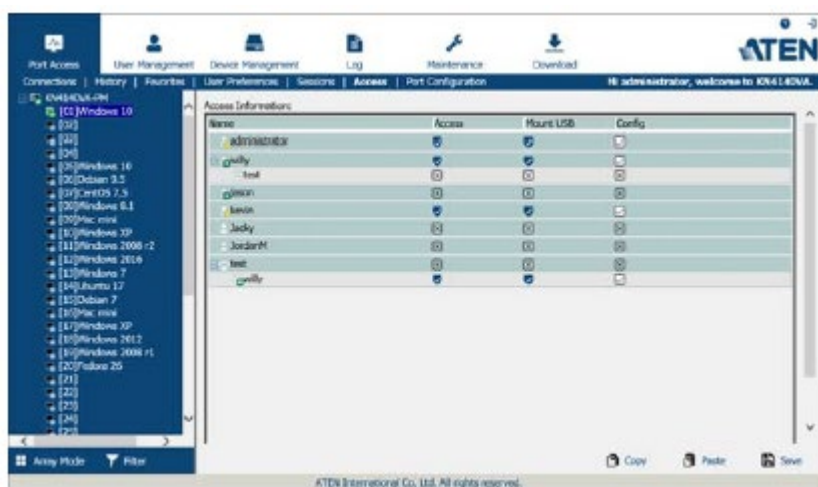 ATEN
Port Access
User Management
Device Management
Log
Maintenance
Download
Connections | History | Favorites | User Preferences | Sessions | Access | Port Configuration
Hi administrator, welcome to KN4140VA.
KN4140VA-PM
[01]Windows 10
[02]
[03]
[04]
[05]Windows 10
[06]Debian 9.5
[07]CentOS 7.5
[08]Windows 8.1
[09]Mac mini
[10]Windows XP
[11]Windows 2008 r2
[12]Windows 2016
[13]Windows 7
[14]Ubuntu 17
[15]Debian 7
[16]Mac mini
[17]Windows XP
[18]Windows 2012
[19]Windows 2008 r1
[20]Fedora 26
[21]
[22]
[23]
[24]
[25]
Array Mode
Filter
Access Information:
Name Access Mount USB Config
administrator
willy
test
jason
kevin
Jacky
JordanM
test
willy
Copy
Paste
Save
ATEN International Co. Ltd. All rights reserved.